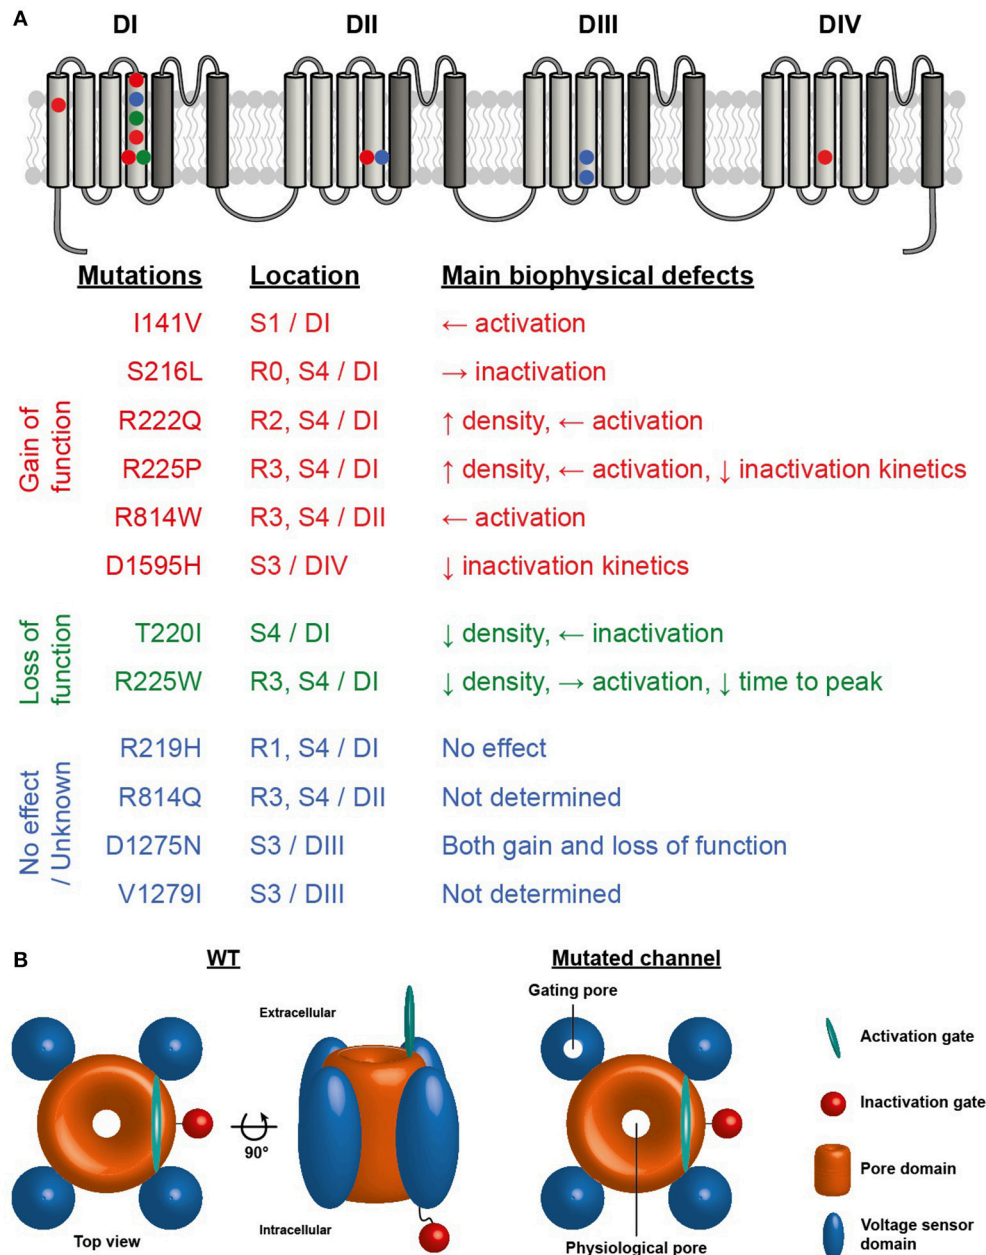 A
DI DII DIII DIV
Mutations Location Main biophysical defects
Gain of
function
I141V S1 / DI ← activation
S216L R0, S4 / DI → inactivation
R222Q R2, S4 / DI ↑ density, ← activation
R225P R3, S4 / DI ↑ density, ← activation, ↓ inactivation kinetics
R814W R3, S4 / DII ← activation
D1595H S3 / DIV ↓ inactivation kinetics
Loss of
function
T220I S4 / DI ↓ density, ← inactivation
R225W R3, S4 / DI ↓ density, → activation, ↓ time to peak
No effect
/ Unknown
R219H R1, S4 / DI No effect
R814Q R3, S4 / DII Not determined
D1275N S3 / DIII Both gain and loss of function
V1279I S3 / DIII Not determined
B
WT Mutated channel
Extracellular
Gating pore
90°
Top view
Intracellular
Physiological pore
Activation gate
Inactivation gate
Pore domain
Voltage sensor
domain